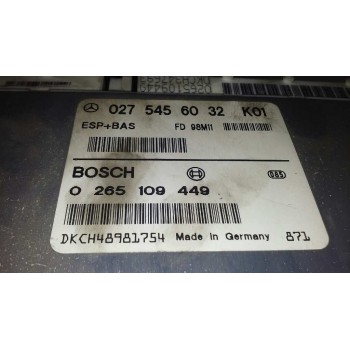 027 545 60 32 K01
ESP+BAS FD 98M11
BOSCH
0 265 109 449
DKCH48981754 Made in Germany 871